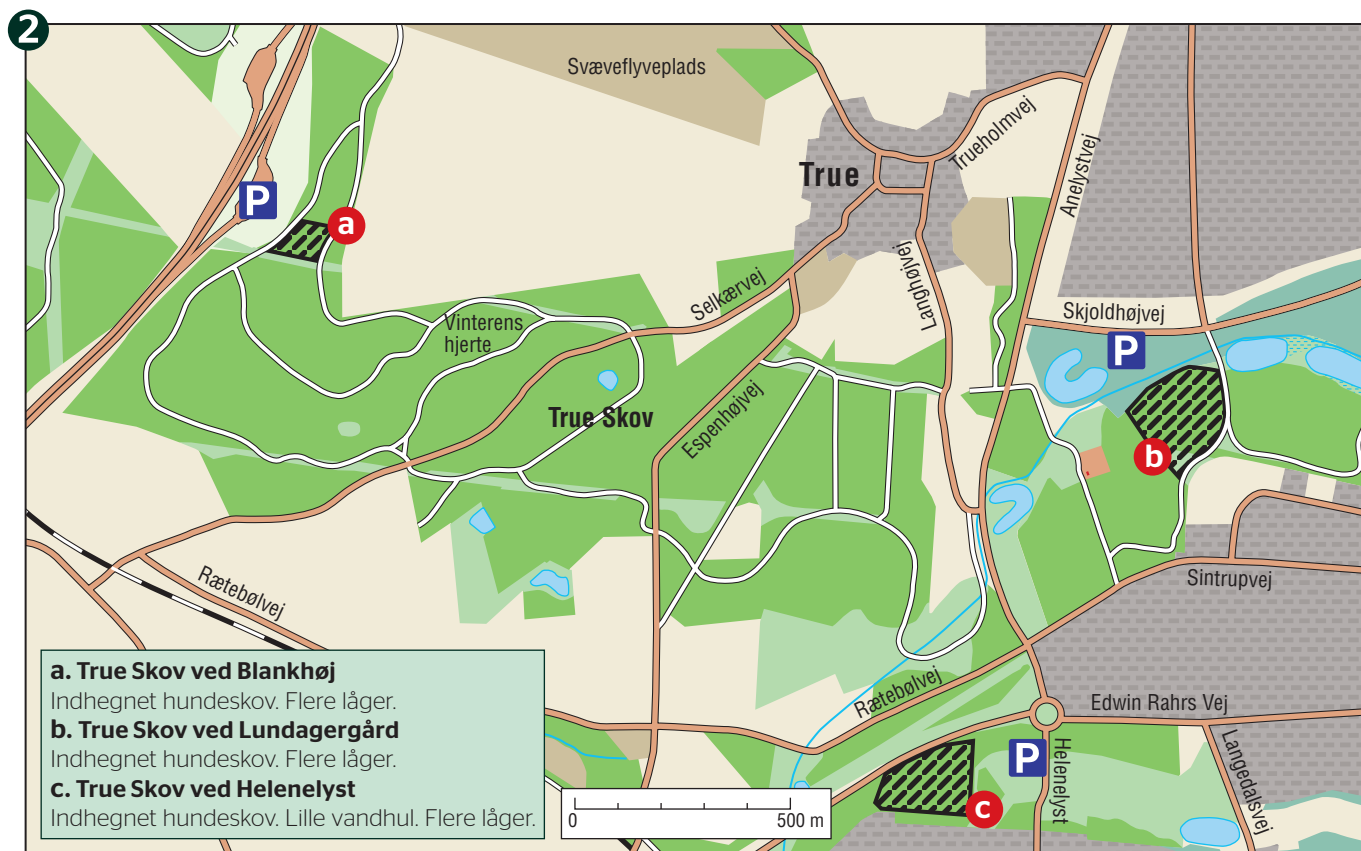 2
Svæveflyveplads
True
Trueholmvej
Anelystvej
P
a
Langhøjvej
Selkærvej
Skjoldhøjvej
Vinterens
hjerte
P
True Skov
Espenhøjvej
b
Sintrupvej
Rætebølvej
Rætebølvej
Edwin Rahrs Vej
Helenelyst
Langedalsvej
P
c
a. True Skov ved Blankhøj
Indhegnet hundeskov. Flere låger.
b. True Skov ved Lundagergård
Indhegnet hundeskov. Flere låger.
c. True Skov ved Helenelyst
Indhegnet hundeskov. Lille vandhul. Flere låger.
0 500 m